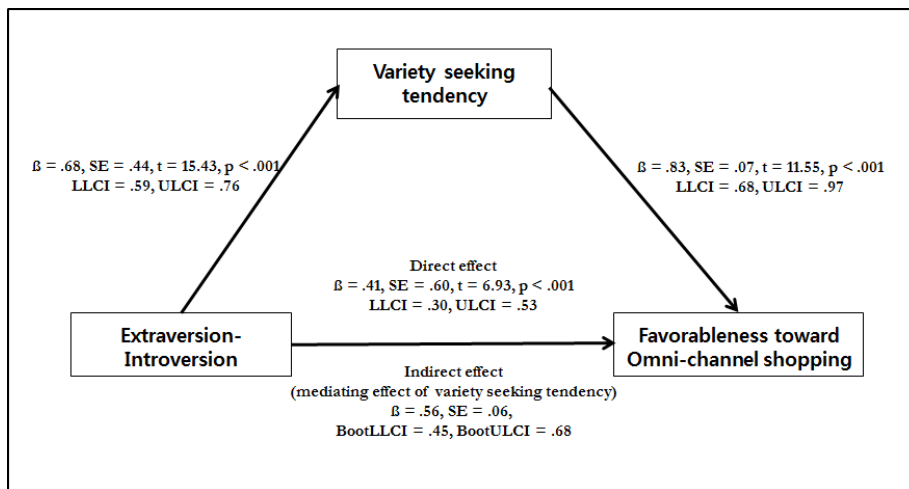 Variety seeking
tendency
ß = .68, SE = .44, t = 15.43, p < .001
LLCI = .59, ULCI = .76
ß = .83, SE = .07, t = 11.55, p < .001
LLCI = .68, ULCI = .97
Direct effect
ß = .41, SE = .60, t = 6.93, p < .001
LLCI = .30, ULCI = .53
Extraversion-
Introversion
Favorableness toward
Omni-channel shopping
Indirect effect
(mediating effect of variety seeking tendency)
ß = .56, SE = .06,
BootLLCI = .45, BootULCI = .68